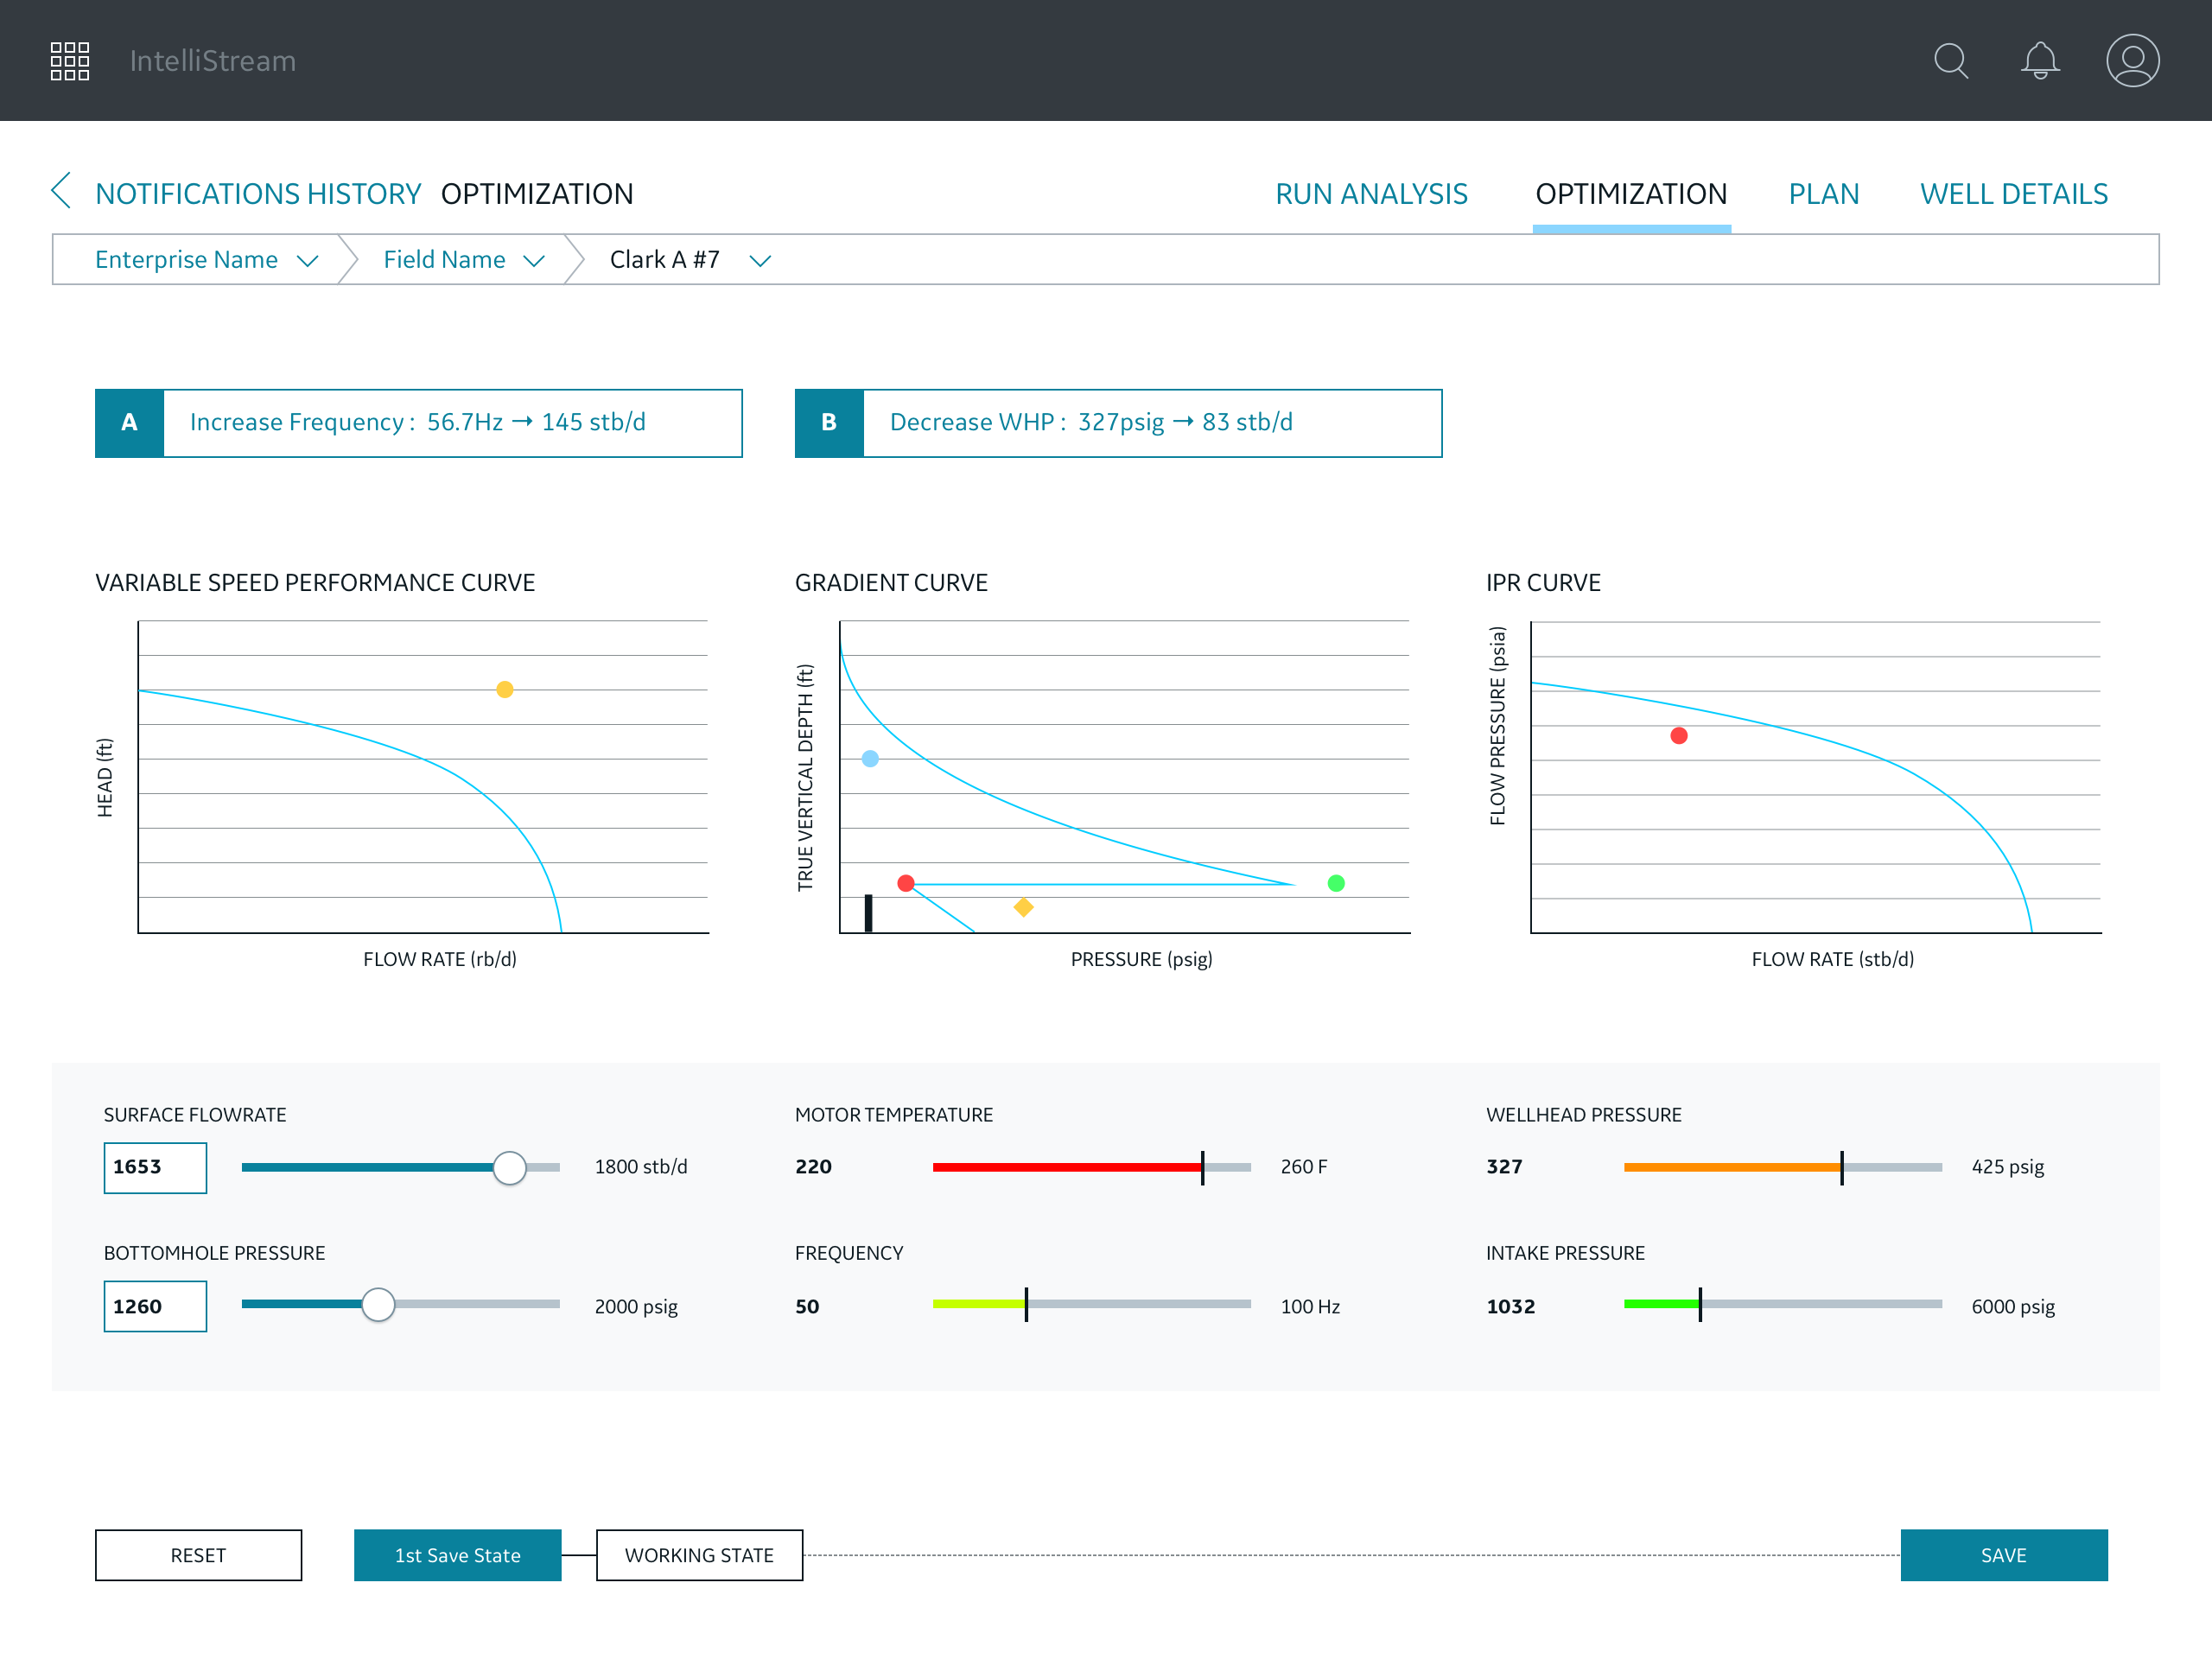 IntelliStream
NOTIFICATIONS HISTORY OPTIMIZATION
RUN ANALYSIS OPTIMIZATION PLAN WELL DETAILS
Enterprise Name Field Name Clark A #7
A Increase Frequency : 56.7Hz → 145 stb/d
B Decrease WHP : 327psig → 83 stb/d
VARIABLE SPEED PERFORMANCE CURVE
HEAD (ft)
FLOW RATE (rb/d)
GRADIENT CURVE
TRUE VERTICAL DEPTH (ft)
PRESSURE (psig)
IPR CURVE
FLOW PRESSURE (psia)
FLOW RATE (stb/d)
SURFACE FLOWRATE
1653 1800 stb/d
MOTOR TEMPERATURE
220 260 F
WELLHEAD PRESSURE
327 425 psig
BOTTOMHOLE PRESSURE
1260 2000 psig
FREQUENCY
50 100 Hz
INTAKE PRESSURE
1032 6000 psig
RESET
1st Save State
WORKING STATE
SAVE